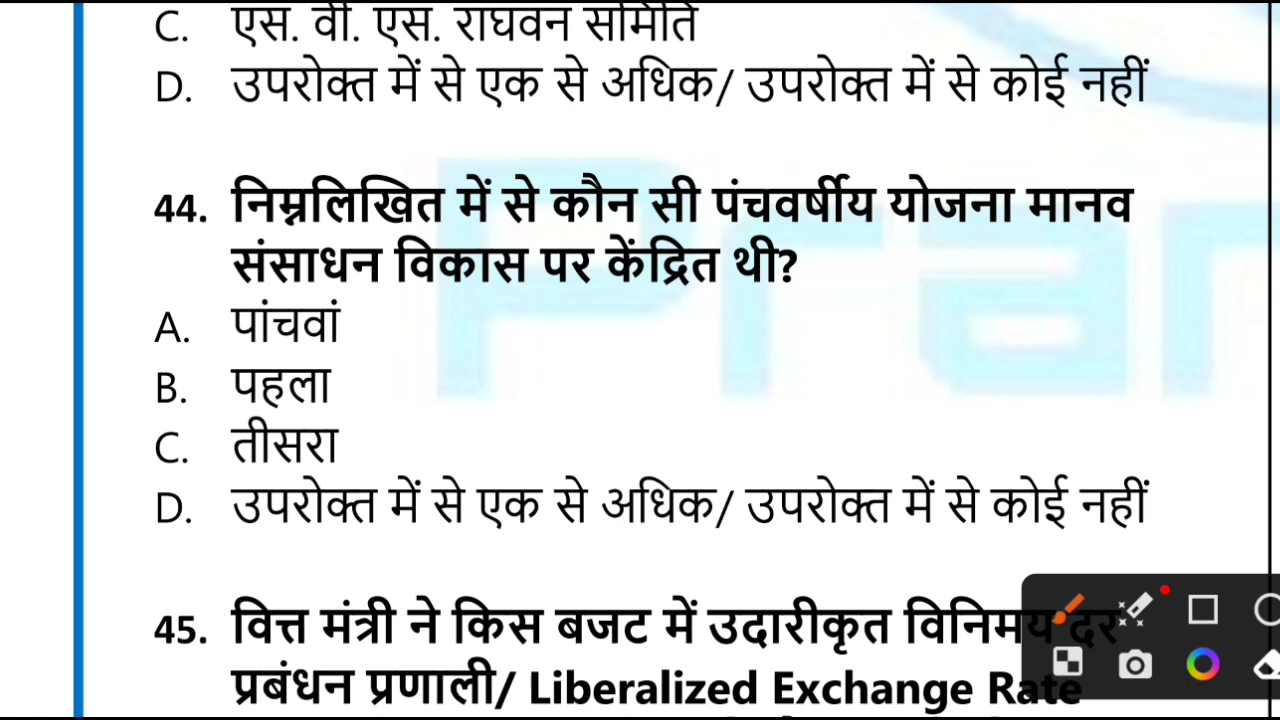 C. एस. वी. एस. राघवन समिति
D. उपरोक्त में से एक से अधिक/ उपरोक्त में से कोई नहीं
44. निम्नलिखित में से कौन सी पंचवर्षीय योजना मानव
संसाधन विकास पर केंद्रित थी?
A. पांचवां
B. पहला
C. तीसरा
D. उपरोक्त में से एक से अधिक/ उपरोक्त में से कोई नहीं
45. वित्त मंत्री ने किस बजट में उदारीकृत विनिमय दर
प्रबंधन प्रणाली/ Liberalized Exchange Rate